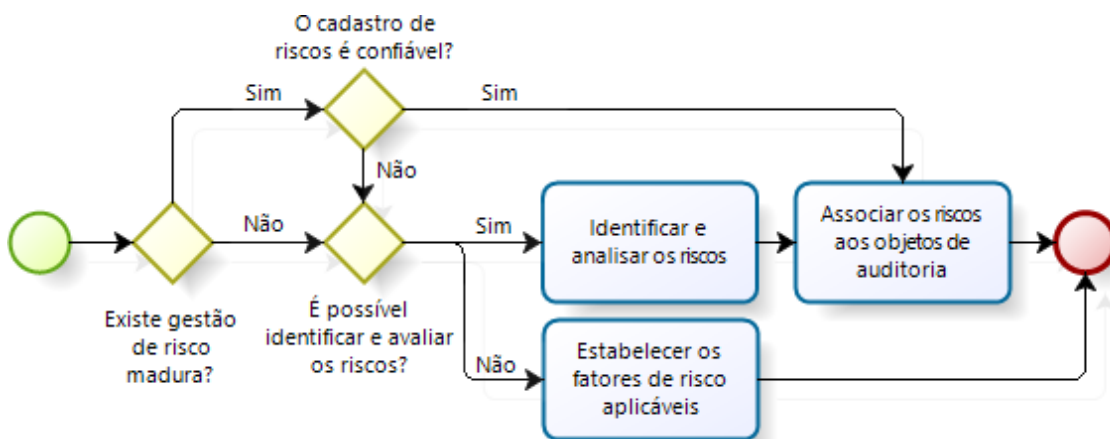 O cadastro de
riscos é confiável?
Sim
Sim
Não
Não
Sim
Identificar e
analisar os riscos
Associar os riscos
aos objetos de
auditoria
Existe gestão
de risco
madura?
É possível
identificar e avaliar
os riscos?
Não
Estabelecer os
fatores de risco
aplicáveis